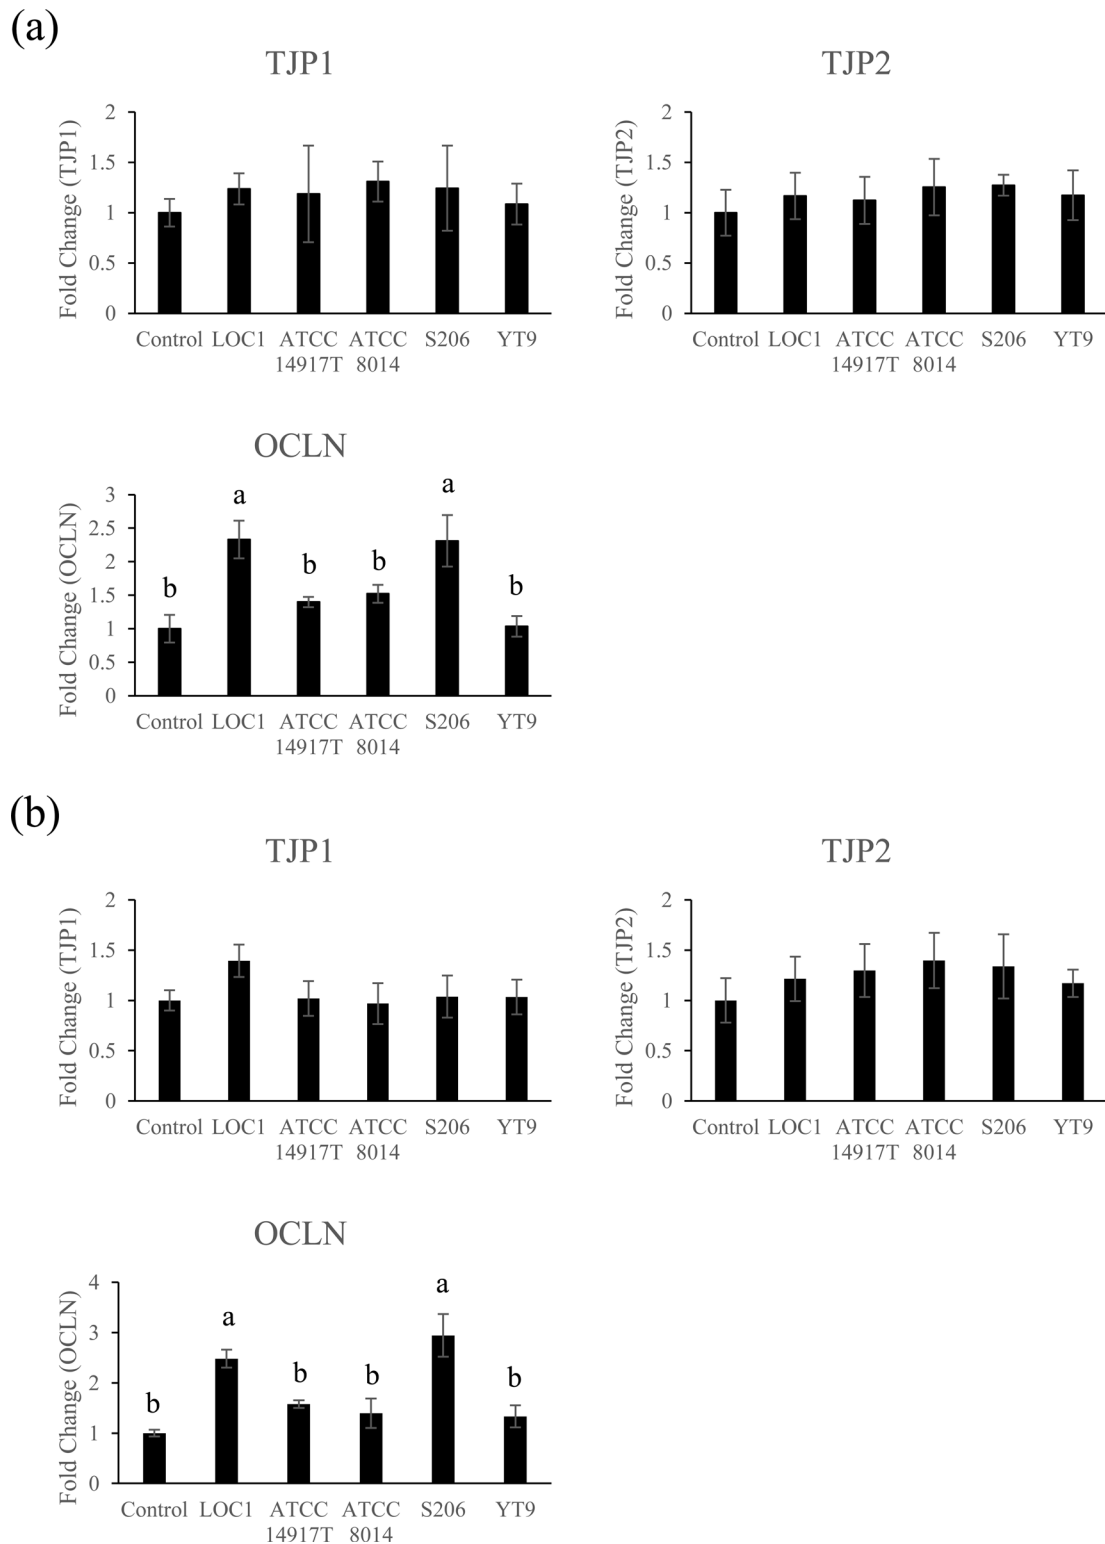 (a)
TJP1
Fold Change (TJP1)
2
1.5
1
0.5
0
Control LOC1 ATCC ATCC S206 YT9
14917T 8014
TJP2
Fold Change (TJP2)
2
1.5
1
0.5
0
Control LOC1 ATCC ATCC S206 YT9
14917T 8014
OCLN
Fold Change (OCLN)
3
2.5
2
1.5
1
0.5
0
b a b b a b
Control LOC1 ATCC ATCC S206 YT9
14917T 8014
(b)
TJP1
Fold Change (TJP1)
2
1.5
1
0.5
0
Control LOC1 ATCC ATCC S206 YT9
14917T 8014
TJP2
Fold Change (TJP2)
2
1.5
1
0.5
0
Control LOC1 ATCC ATCC S206 YT9
14917T 8014
OCLN
Fold Change (OCLN)
4
3
2
1
0
b a b b a b
Control LOC1 ATCC ATCC S206 YT9
14917T 8014